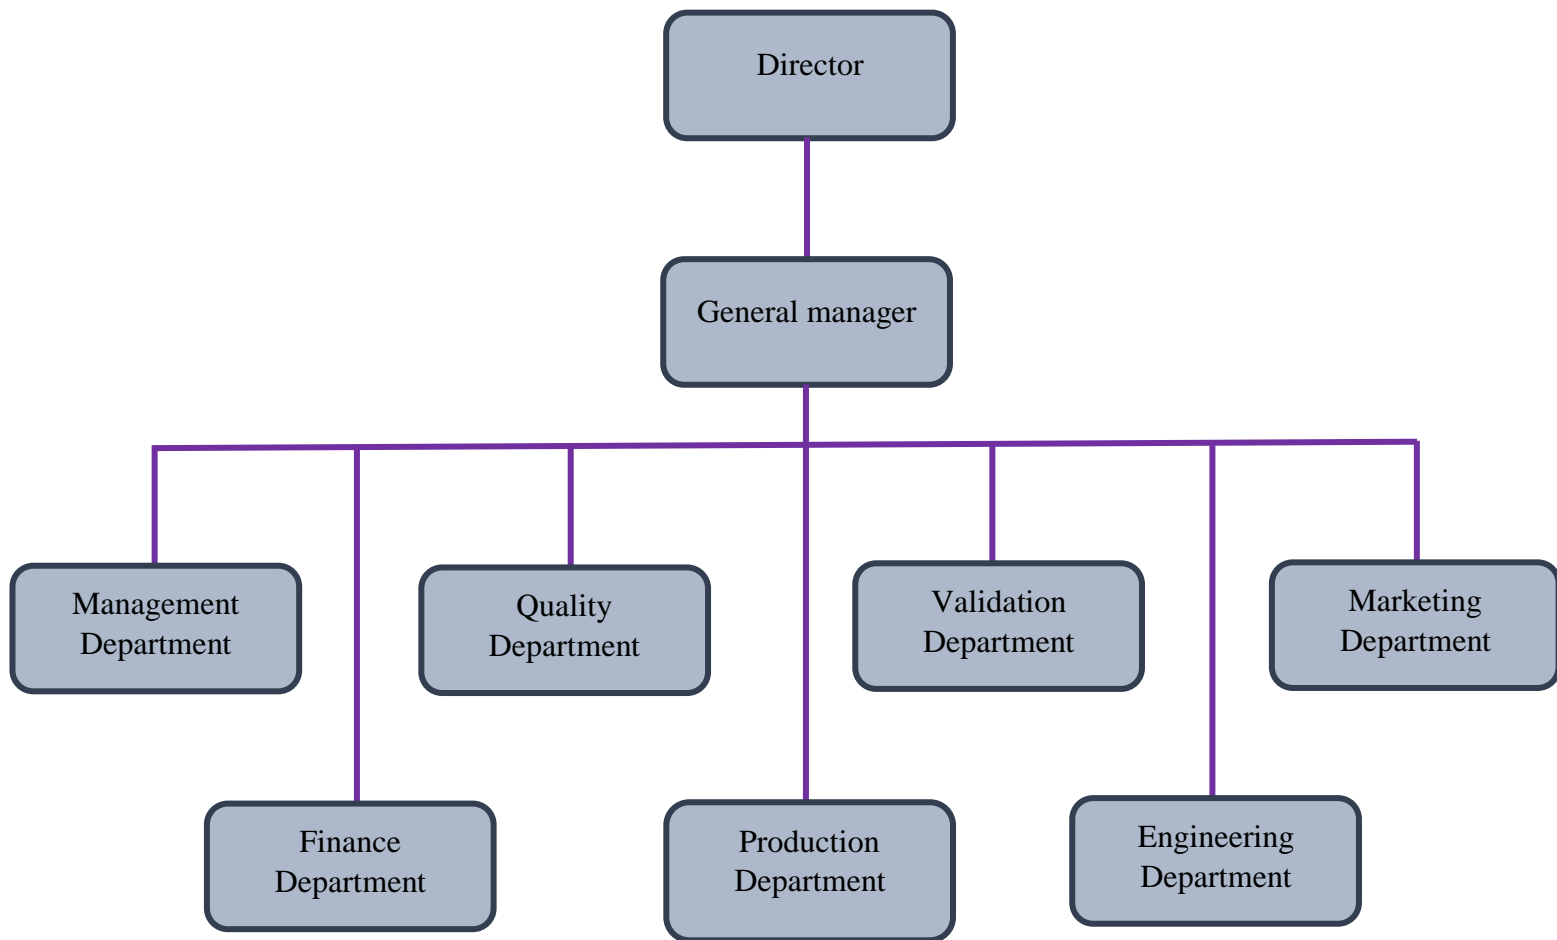 Director
General manager
Management
Department
Quality
Department
Validation
Department
Marketing
Department
Finance
Department
Production
Department
Engineering
Department